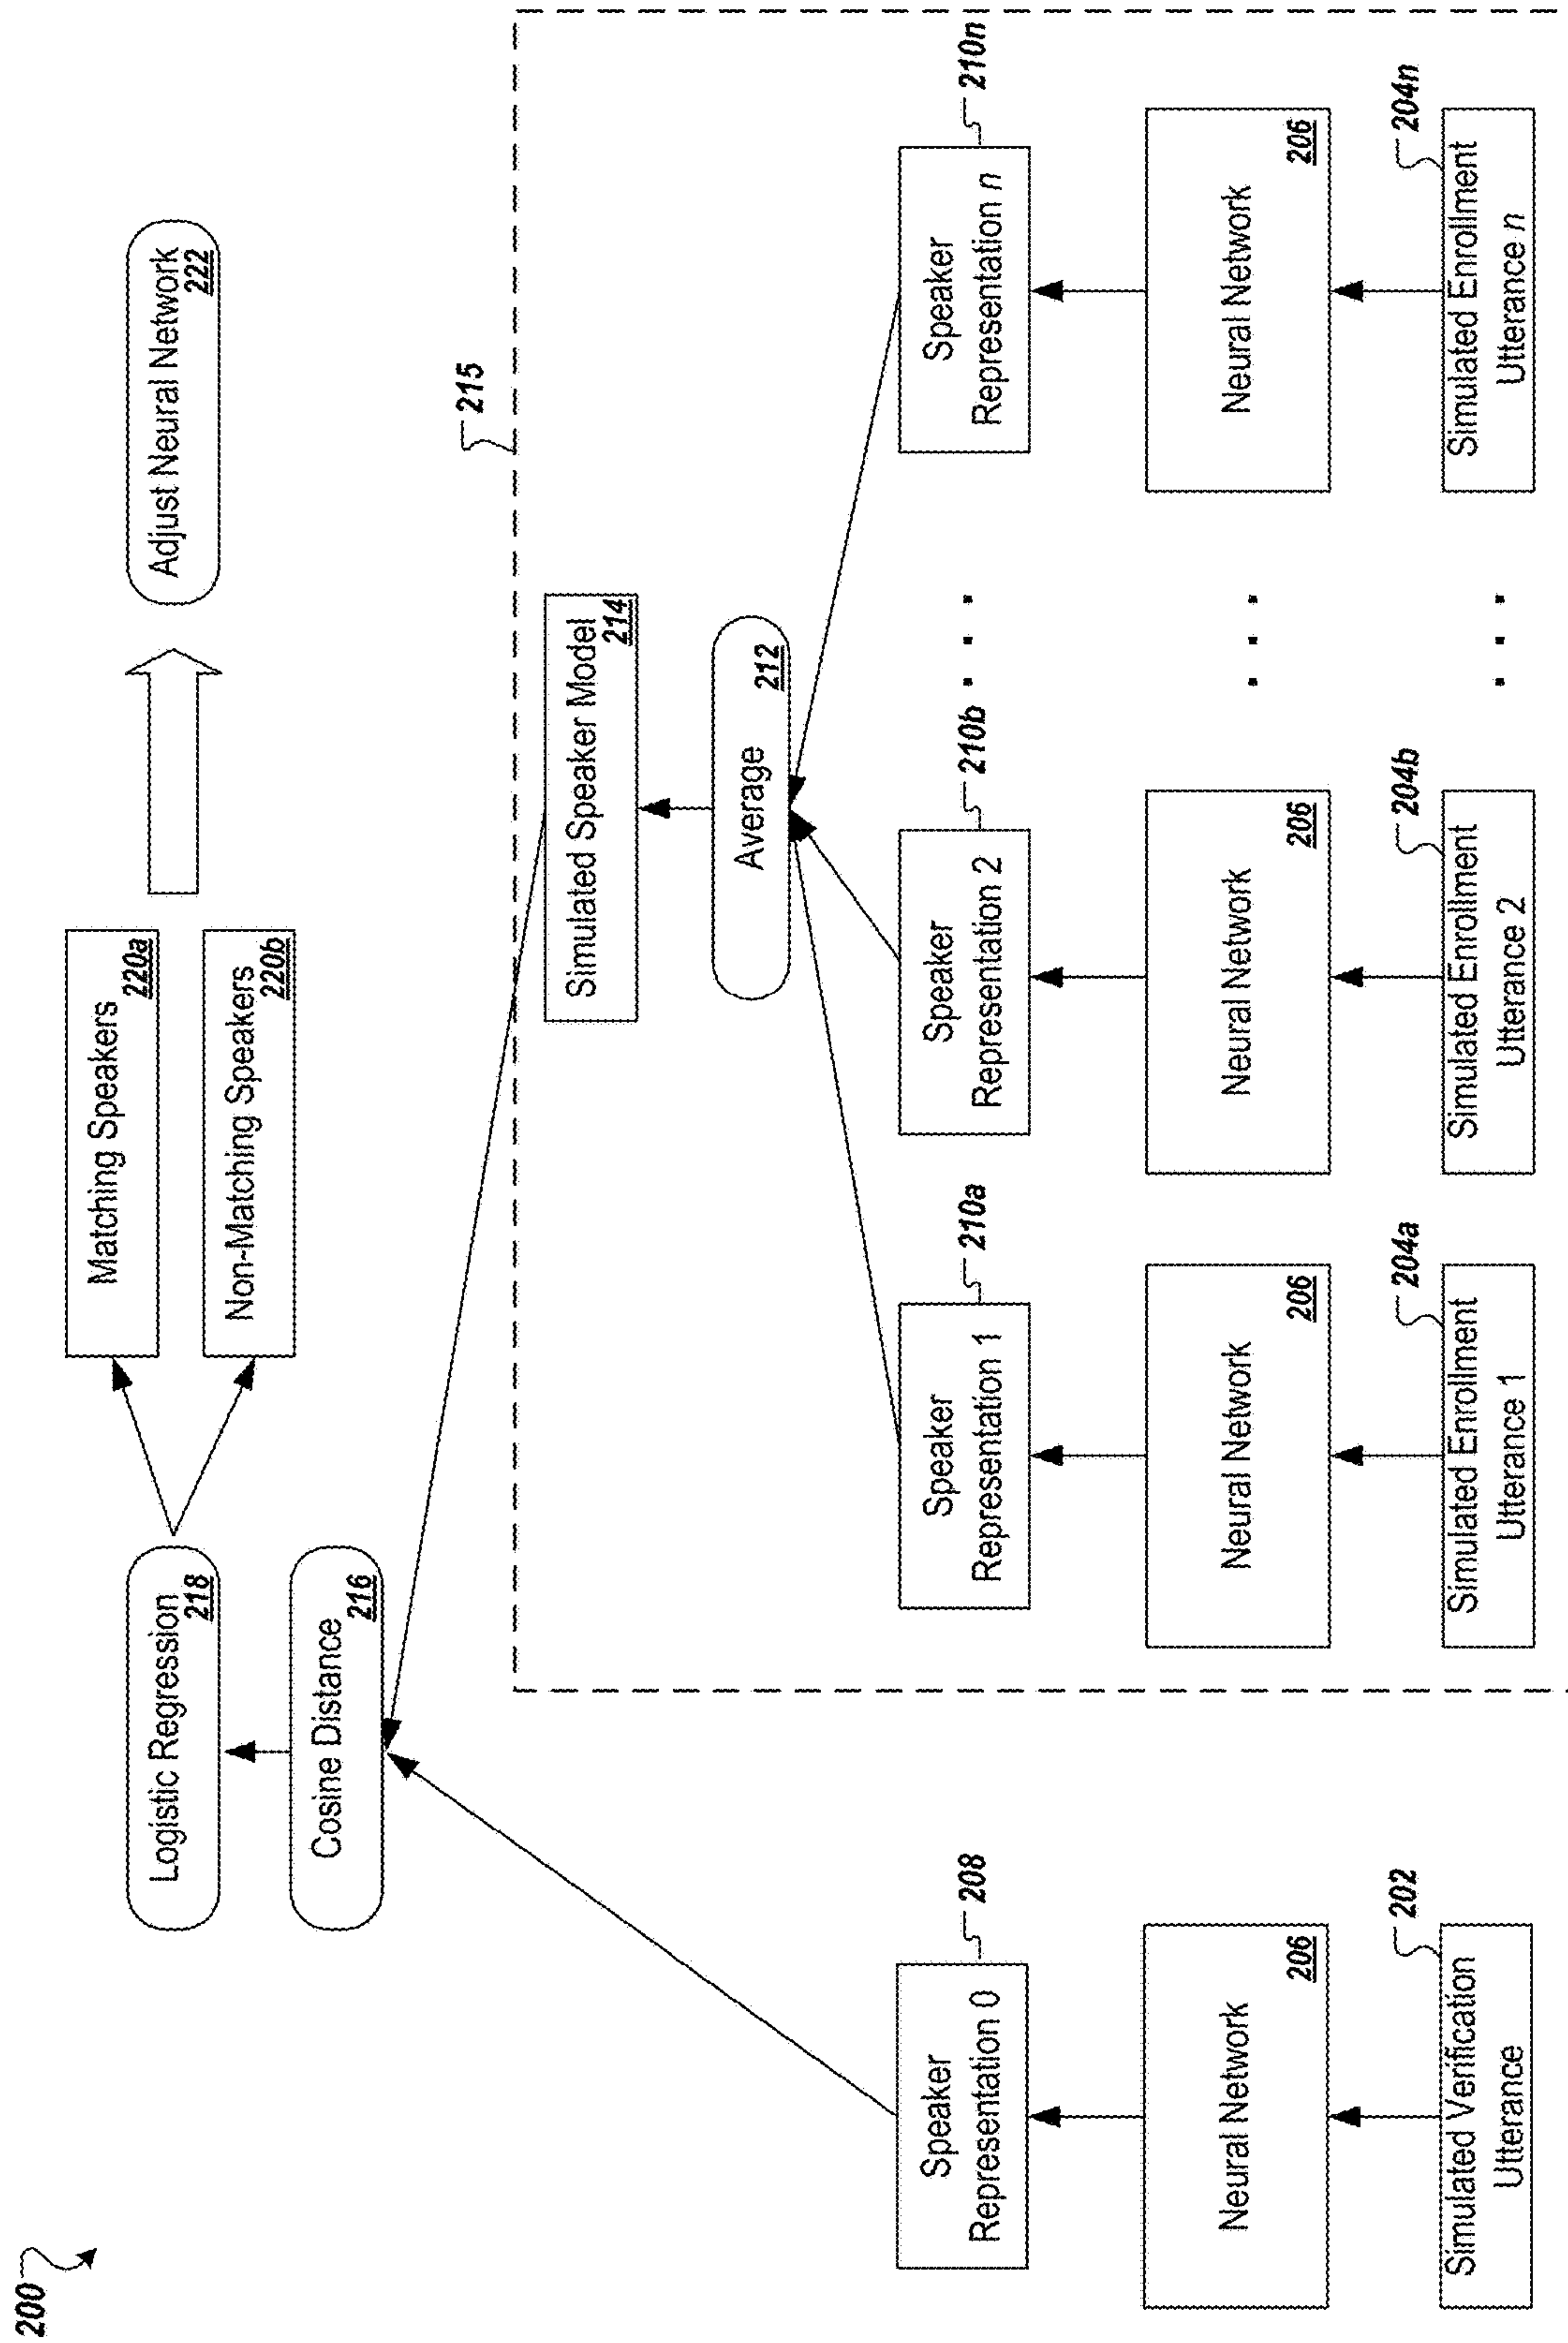 200
Logistic Regression
218
Matching Speakers
220a
Non-Matching Speakers
220b
Adjust Neural Network
222
Cosine Distance
216
215
Simulated Speaker Model
214
Average
212
Speaker
Representation 0
208
Speaker
Representation 1
210a
Speaker
Representation 2
210b
. . .
Speaker
Representation n
210n
Neural Network
206
Neural Network
206
Neural Network
206
. . .
Neural Network
206
202
204a
204b
204n
Simulated Verification
Utterance
Simulated Enrollment
Utterance 1
Simulated Enrollment
Utterance 2
. . .
Simulated Enrollment
Utterance n